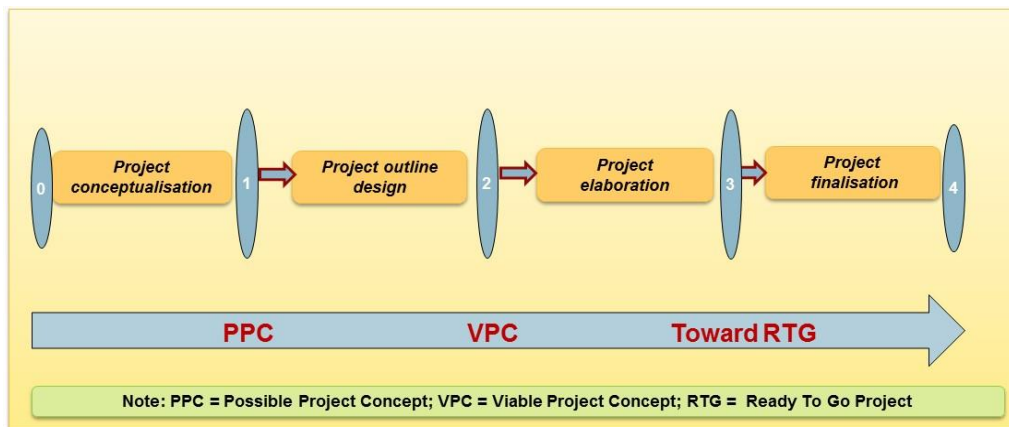 0
Project
conceptualisation
1
Project outline
design
2
Project
elaboration
3
Project
finalisation
4
PPC
VPC
Toward RTG
Note: PPC = Possible Project Concept; VPC = Viable Project Concept; RTG = Ready To Go Project